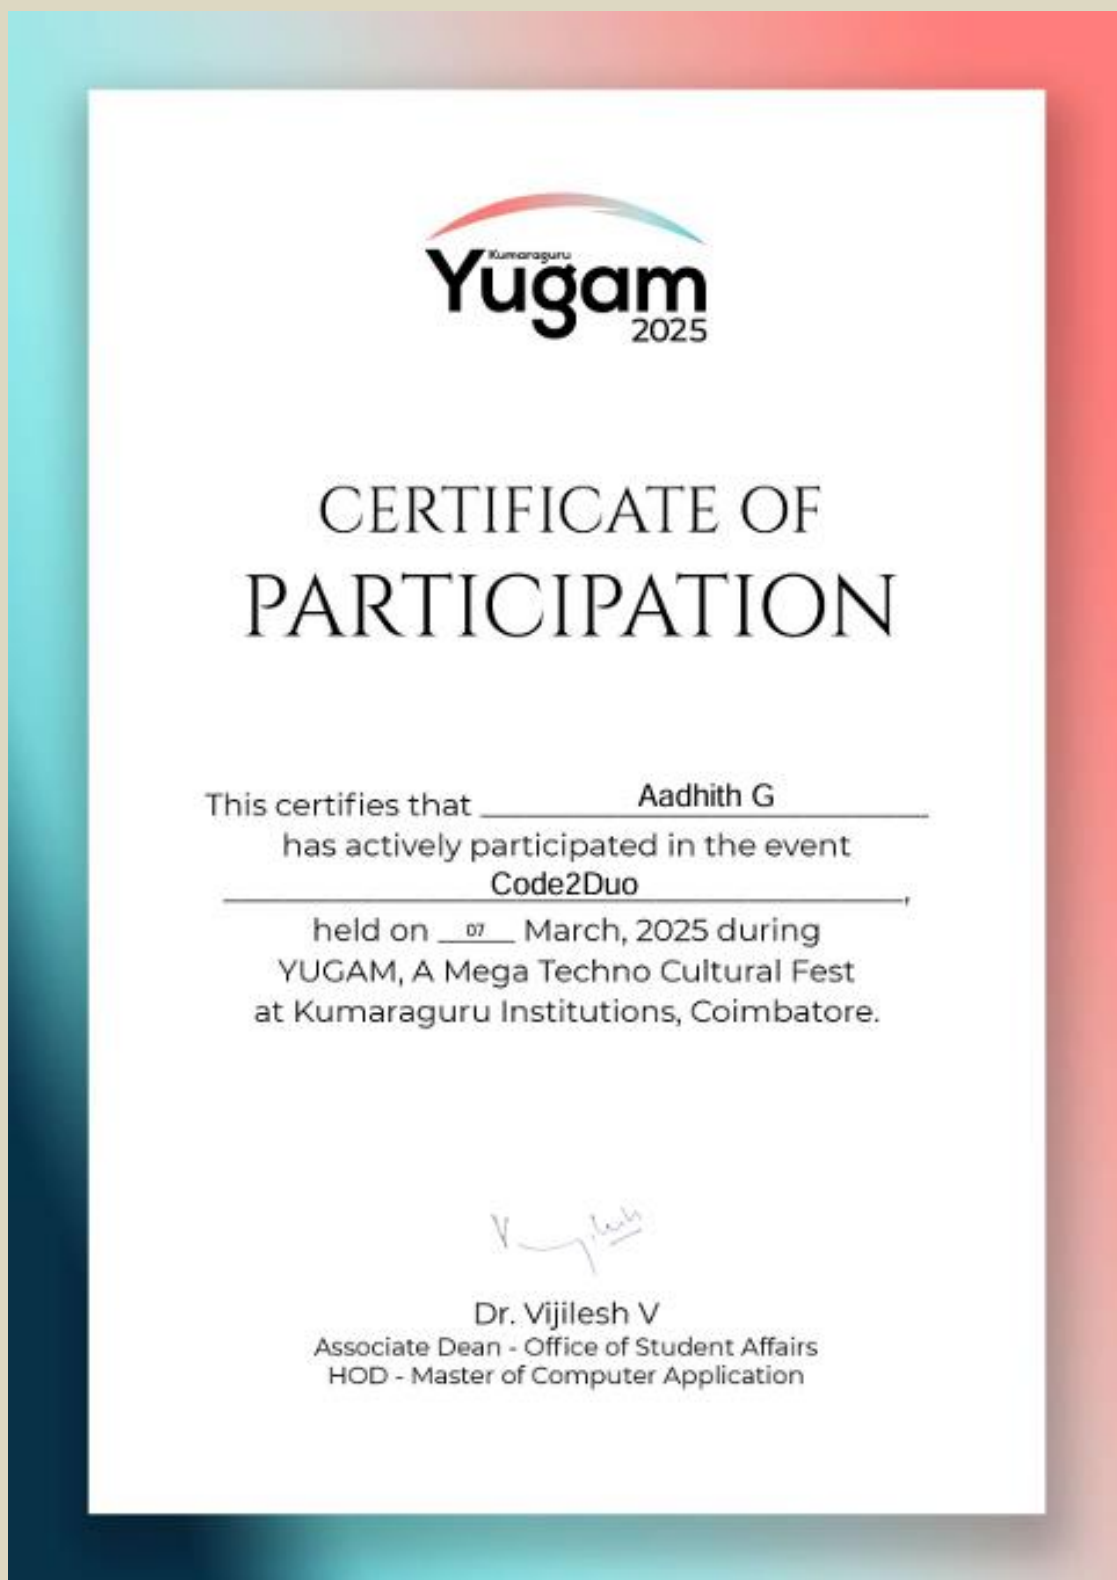 Kumaraguru
Yugam
2025
CERTIFICATE OF
PARTICIPATION
This certifies that Aadhith G
has actively participated in the event
Code2Duo,
held on 07 March, 2025 during
YUGAM, A Mega Techno Cultural Fest
at Kumaraguru Institutions, Coimbatore.
Dr. Vijilesh V
Associate Dean - Office of Student Affairs
HOD - Master of Computer Application